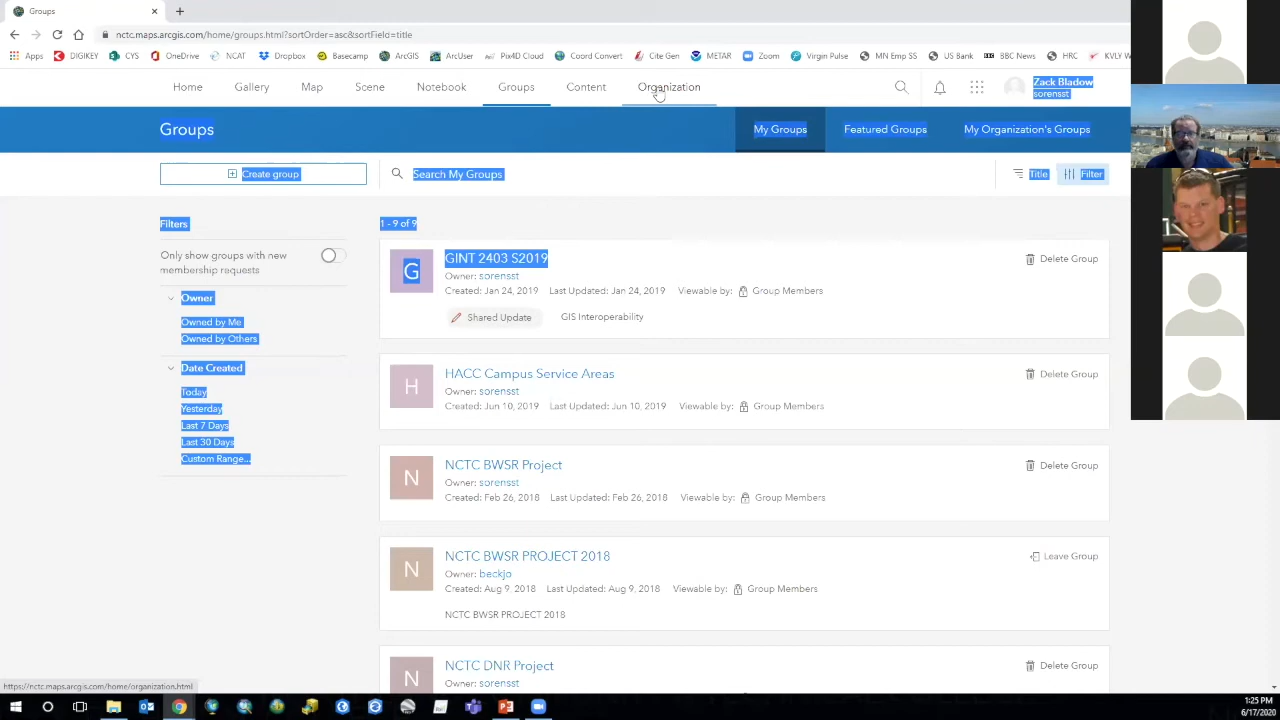 Groups
nctc.maps.arcgis.com/home/groups.html?sortOrder=asc&sortField=title
Apps DIGIKEY CYS OneDrive NCAT Dropbox Basecamp ArcGIS ArcUser Pix4D Cloud Coord Convert Cite Gen METAR Zoom Virgin Pulse MN Emp SS US Bank BBC News HRC KVLY W
Home Gallery Map Notebook Groups Content Organization Zack Bladow
sorensst
Groups My Groups Featured Groups My Organization's Groups
Create group Search My Groups Title Filter
Filters
Only show groups with new
membership requests
Owner
Owned by Me
Owned by Others
Date Created
Today
Yesterday
Last 7 Days
Last 30 Days
Custom Range...
1 - 9 of 9
G GINT 2403 S2019 Delete Group
Owner: sorensst
Created: Jan 24, 2019 Last Updated: Jan 24, 2019 Viewable by: Group Members
Shared Update GIS Interoperability
H HACC Campus Service Areas Delete Group
Owner: sorensst
Created: Jun 10, 2019 Last Updated: Jun 10, 2019 Viewable by: Group Members
N NCTC BWSR Project Delete Group
Owner: sorensst
Created: Feb 26, 2018 Last Updated: Feb 26, 2018 Viewable by: Group Members
N NCTC BWSR PROJECT 2018 Leave Group
Owner: beckjo
Created: Aug 9, 2018 Last Updated: Aug 9, 2018 Viewable by: Group Members
NCTC BWSR PROJECT 2018
N NCTC DNR Project Delete Group
Owner: sorensst
https://nctc.maps.arcgis.com/home/organization.html
1:25 PM
6/17/2020